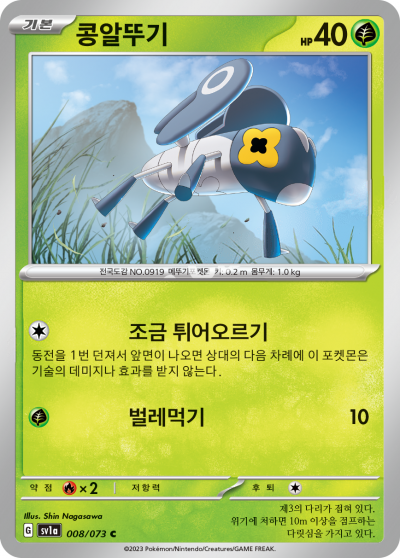 기본 콩알뚜기 HP 40
전국도감 NO.0919 메뚜기포켓몬 키: 0.2 m 몸무게: 1.0 kg
조금 튀어오르기
동전을 1번 던져서 앞면이 나오면 상대의 다음 차례에 이 포켓몬은
기술의 데미지나 효과를 받지 않는다.
벌레먹기 10
약점 ×2 저항력 후퇴
Illus. Shin Nagasawa
G sv1a 008/073 C
제3의 다리가 접혀 있다.
위기에 처하면 10m 이상을 점프하는
다릿심을 가지고 있다.
©2023 Pokémon/Nintendo/Creatures/GAME FREAK.